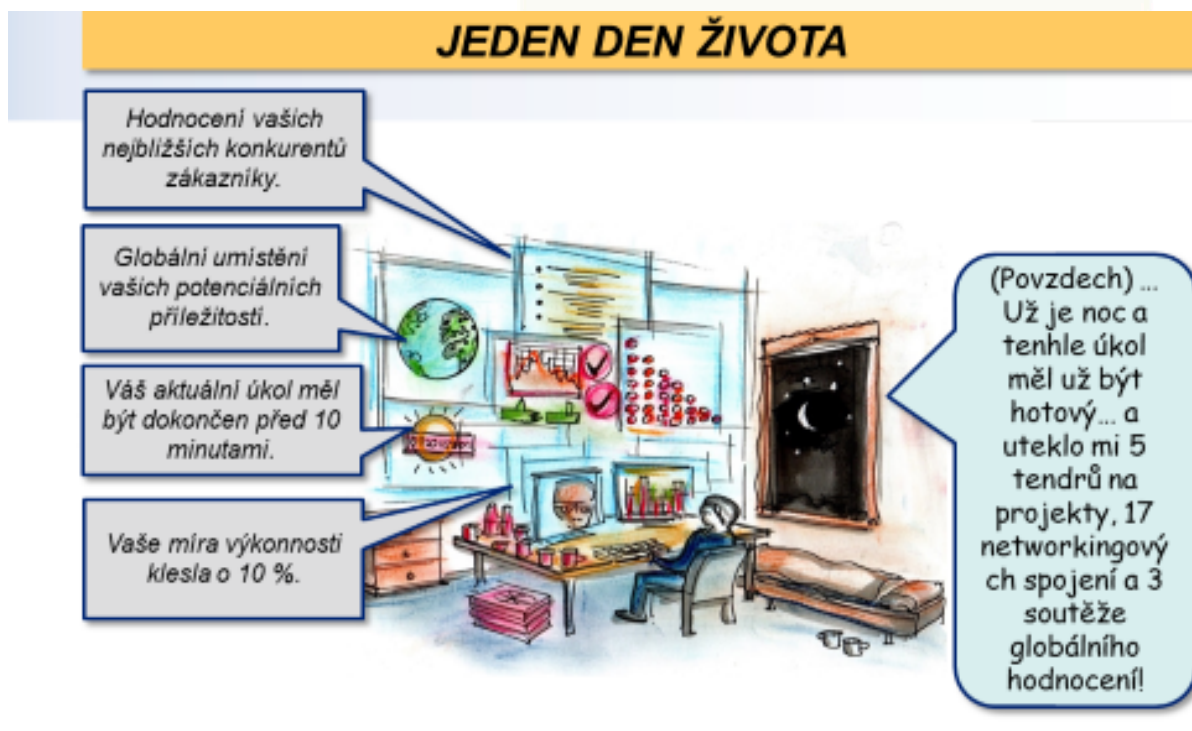 JEDEN DEN ŽIVOTA
Hodnocení vašich
nejbližších konkurentů
zákazníky.
Globální umístění
vašich potenciálních
příležitostí.
Váš aktuální úkol měl
být dokončen před 10
minutami.
Vaše míra výkonnosti
klesla o 10 %.
(Povzdech) ...
Už je noc a
tenhle úkol
měl už být
hotový... a
uteklo mi 5
tendrů na
projekty, 17
networkingový
ch spojení a 3
soutěže
globálního
hodnocení!